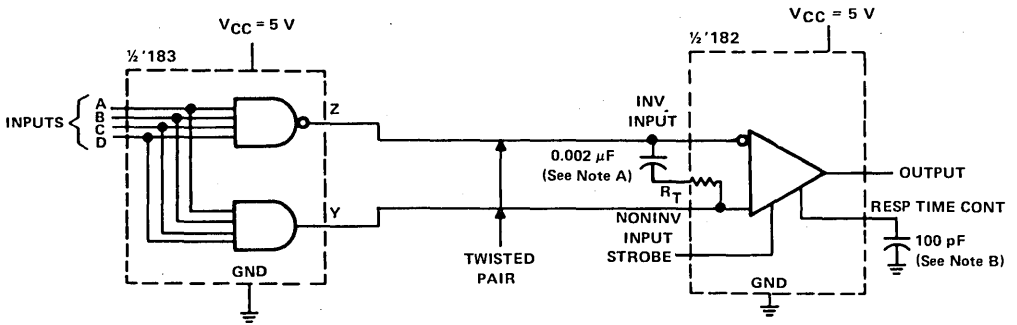 VCC = 5 V
½ '183
INPUTS
A
B
C
D
Z
Y
GND
TWISTED
PAIR
VCC = 5 V
½ '182
INV
INPUT
0.002 µF
(See Note A)
RT
NONINV
INPUT
STROBE
OUTPUT
RESP TIME CONT
100 pF
(See Note B)
GND